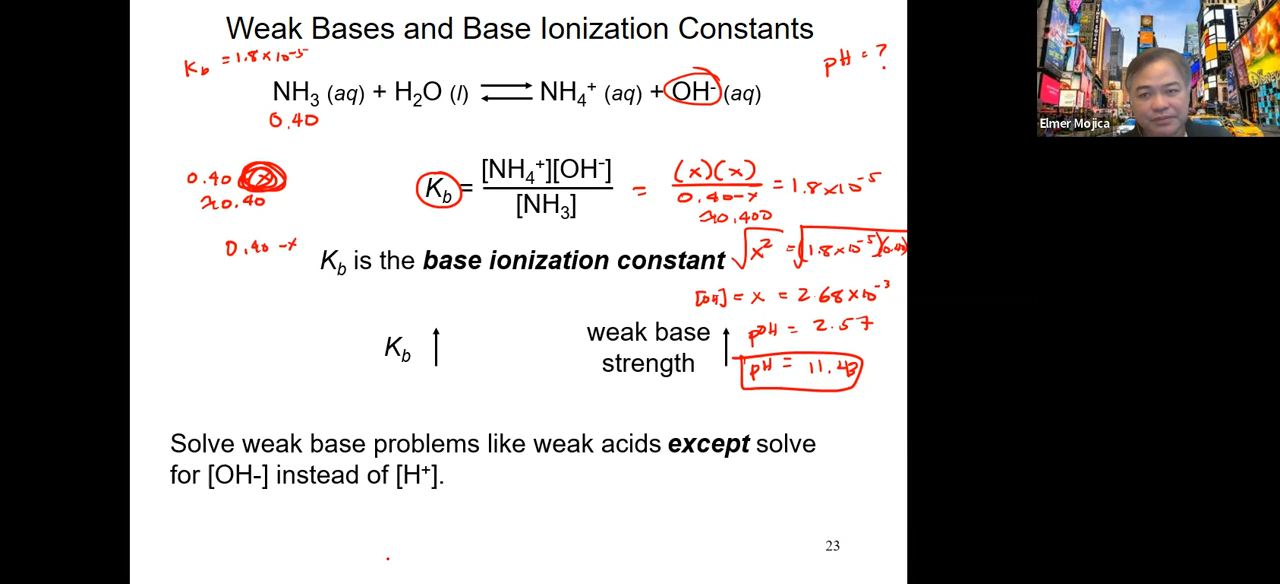 Weak Bases and Base Ionization Constants
Kb = 1.8 x 10^-5
pH = ?
NH3 (aq) + H2O (l) ⇌ NH4+ (aq) + OH- (aq)
0.40
Elmer Mojica
Kb = [NH4+][OH-] / [NH3] = (x)(x) / 0.40-x = 1.8 x 10^-5
≈0.400
0.40
≈0.40
0.40 -x
Kb is the base ionization constant
√x² = √(1.8 x 10^-5)(0.40)
[OH] = x = 2.68 x 10^-3
Kb ↑
weak base
strength ↑
pOH = 2.57
pH = 11.43
Solve weak base problems like weak acids except solve
for [OH-] instead of [H+].
23